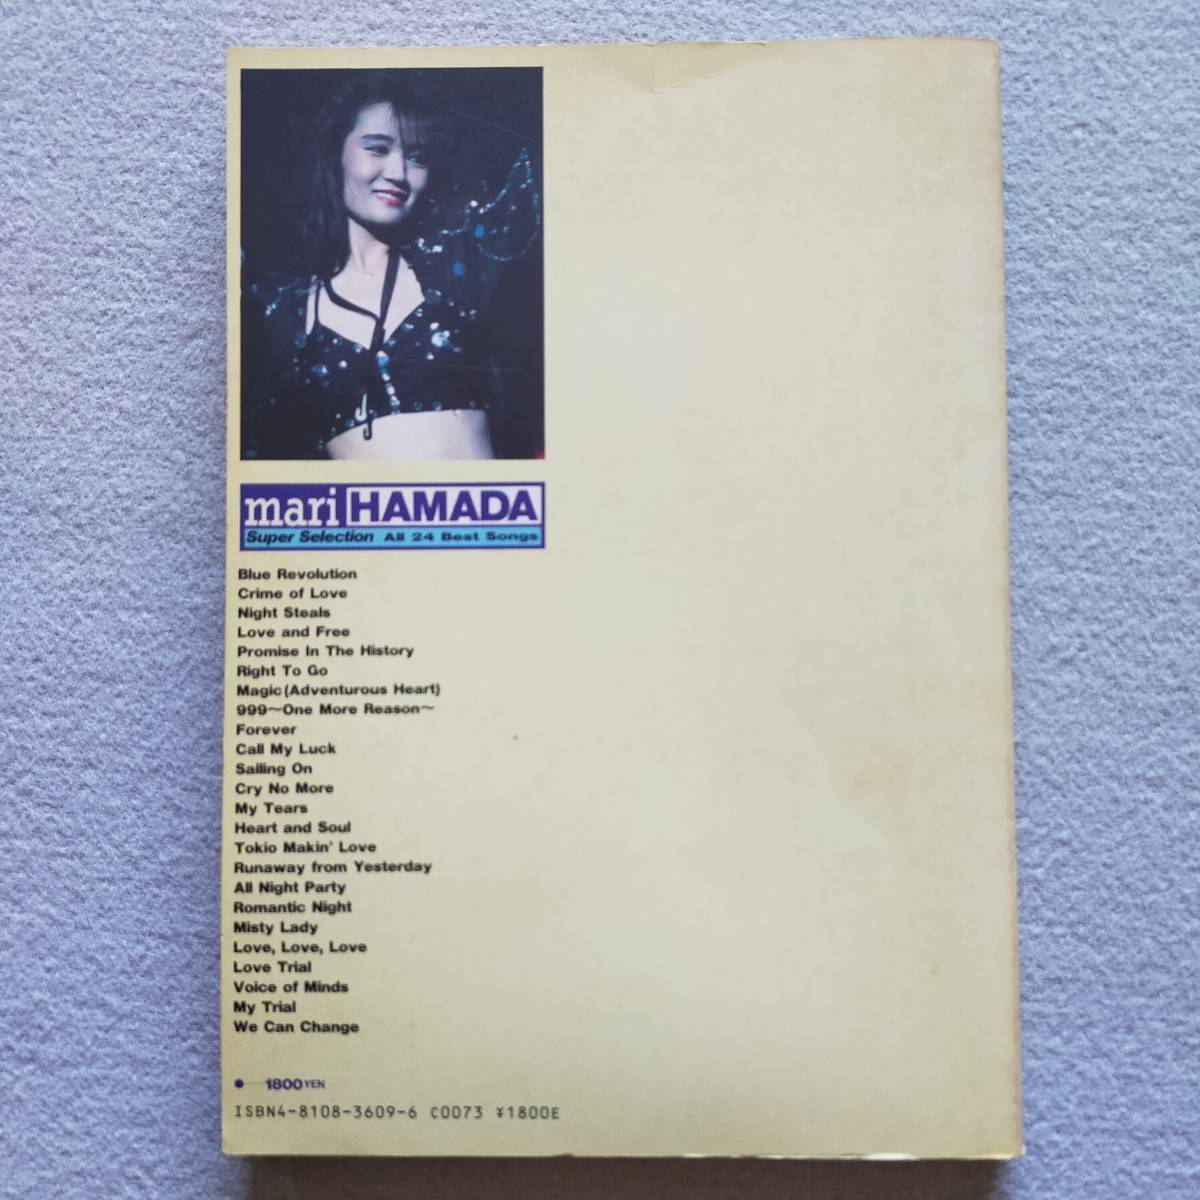 mari HAMADA
Super Selection All 24 Best Songs
Blue Revolution
Crime of Love
Night Steals
Love and Free
Promise In The History
Right To Go
Magic(Adventurous Heart)
999～One More Reason～
Forever
Call My Luck
Sailing On
Cry No More
My Tears
Heart and Soul
Tokio Makin' Love
Runaway from Yesterday
All Night Party
Romantic Night
Misty Lady
Love, Love, Love
Love Trial
Voice of Minds
My Trial
We Can Change
● 1800YEN
ISBN4-8108-3609-6 C0073 ¥1800E